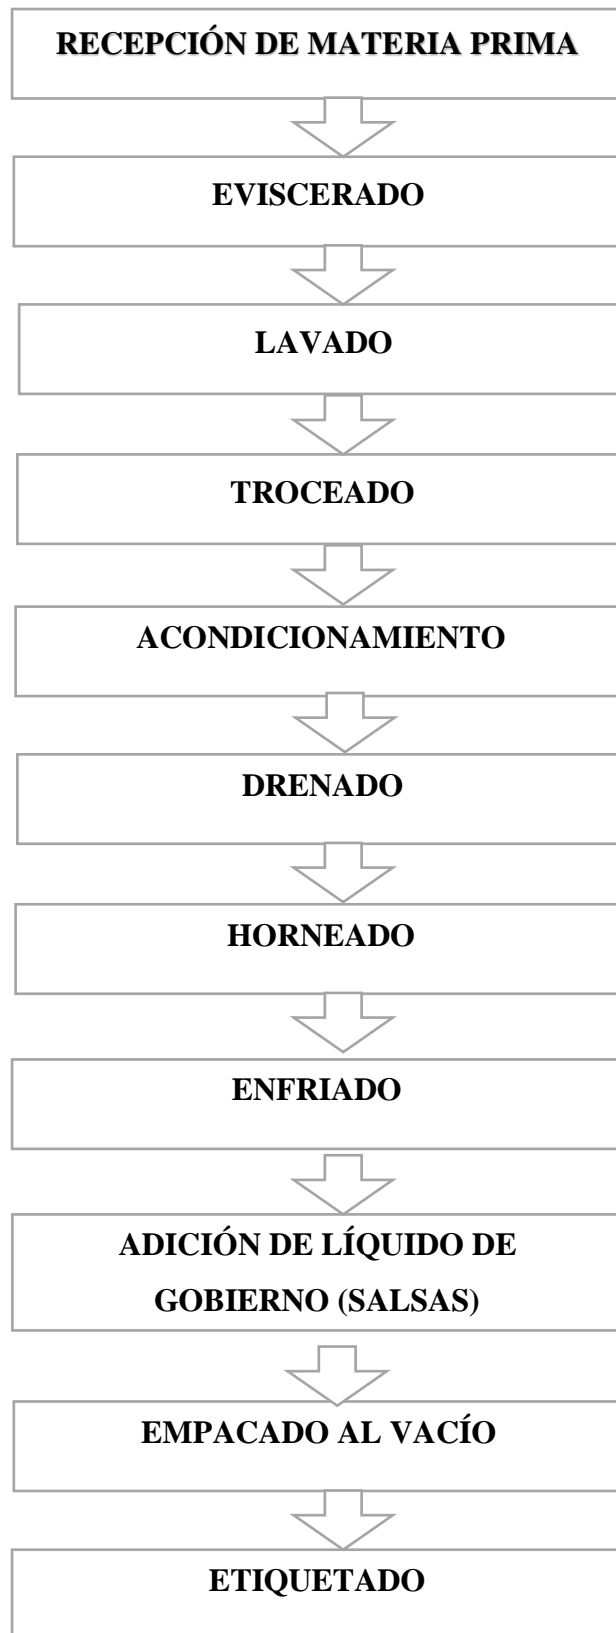 RECEPCIÓN DE MATERIA PRIMA
EVISCERADO
LAVADO
TROCEADO
ACONDICIONAMIENTO
DRENADO
HORNEADO
ENFRIADO
ADICIÓN DE LÍQUIDO DE
GOBIERNO (SALSAS)
EMPACADO AL VACÍO
ETIQUETADO